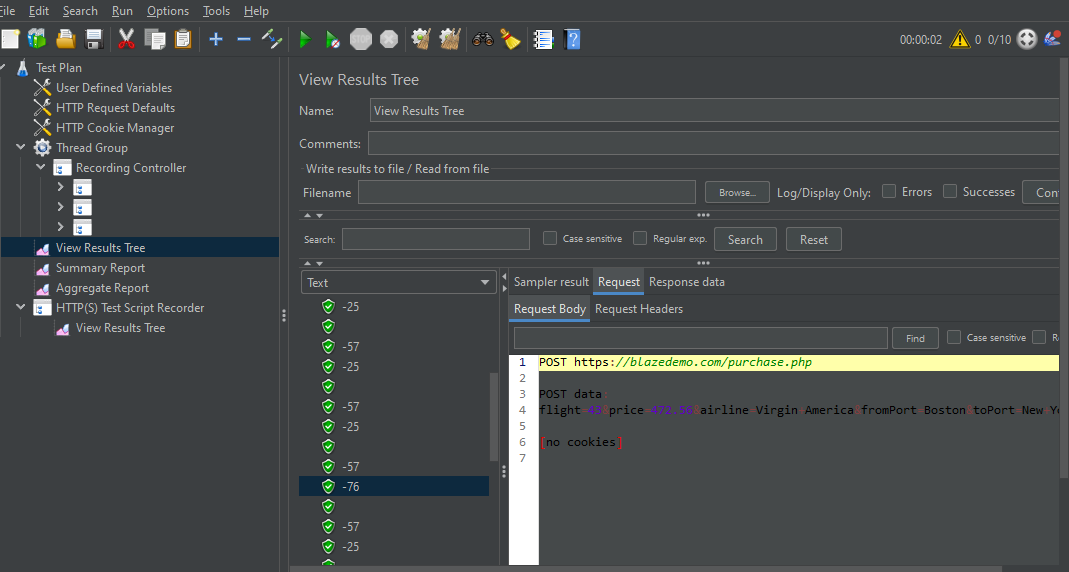 File Edit Search Run Options Tools Help
00:00:02 0 0/10
Test Plan
User Defined Variables
HTTP Request Defaults
HTTP Cookie Manager
Thread Group
Recording Controller
View Results Tree
Summary Report
Aggregate Report
HTTP(S) Test Script Recorder
View Results Tree
View Results Tree
Name: View Results Tree
Comments:
Write results to file / Read from file
Filename Browse... Log/Display Only: Errors Successes Con
Search: Case sensitive Regular exp. Search Reset
Text
-25
-57
-25
-57
-25
-57
-76
-57
-25
Sampler result Request Response data
Request Body Request Headers
Find Case sensitive R
1 POST https://blazedemo.com/purchase.php
2
3 POST data
4 flight 43 price 472.56 airline Virgin America fromPort Boston toPort New Yo
5
6 [no cookies]
7